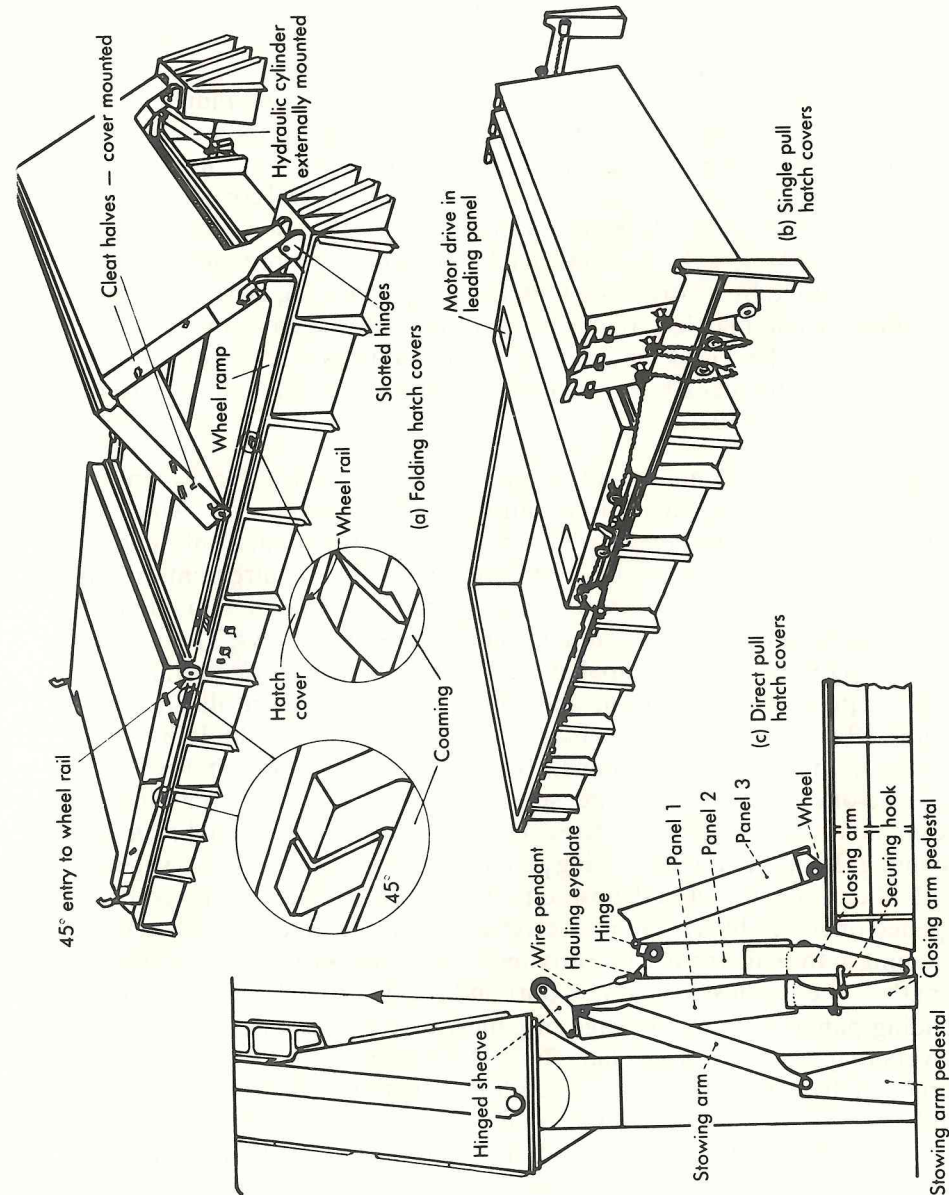 45° entry to wheel rail
Cleat halves – cover mounted
Hydraulic cylinder
externally mounted
Wheel ramp
Slotted hinges
Wheel rail
Hatch
cover
Coaming
45°
(a) Folding hatch covers
Motor drive in
leading panel
(b) Single pull
hatch covers
Hinged sheave
Wire pendant
Hauling eyeplate
Hinge
Panel 1
Panel 2
Panel 3
Wheel
Closing arm
Securing hook
Closing arm pedestal
Stowing arm
Stowing arm pedestal
(c) Direct pull
hatch covers